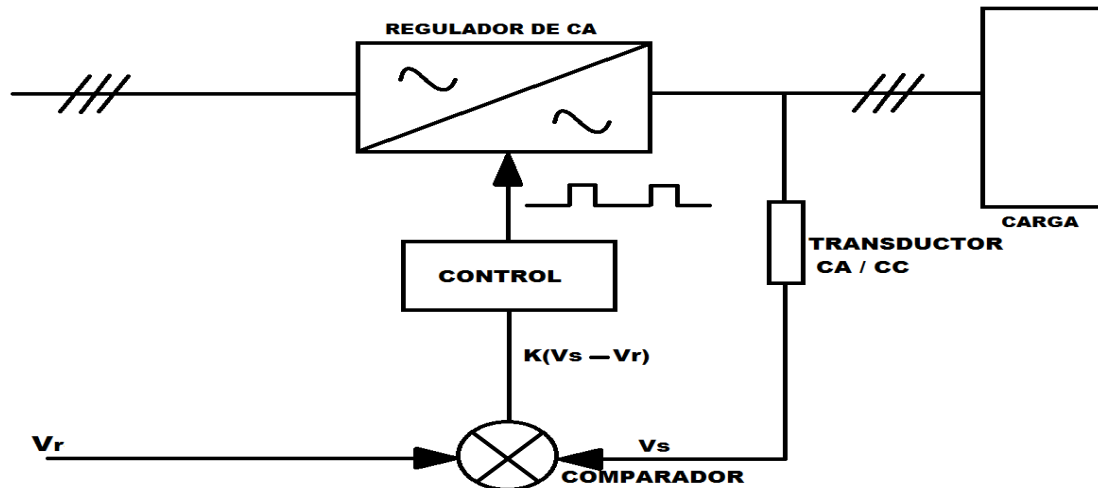 REGULADOR DE CA
CARGA
TRANSDUCTOR
CA / CC
CONTROL
K(Vs — Vr)
Vr
Vs
COMPARADOR